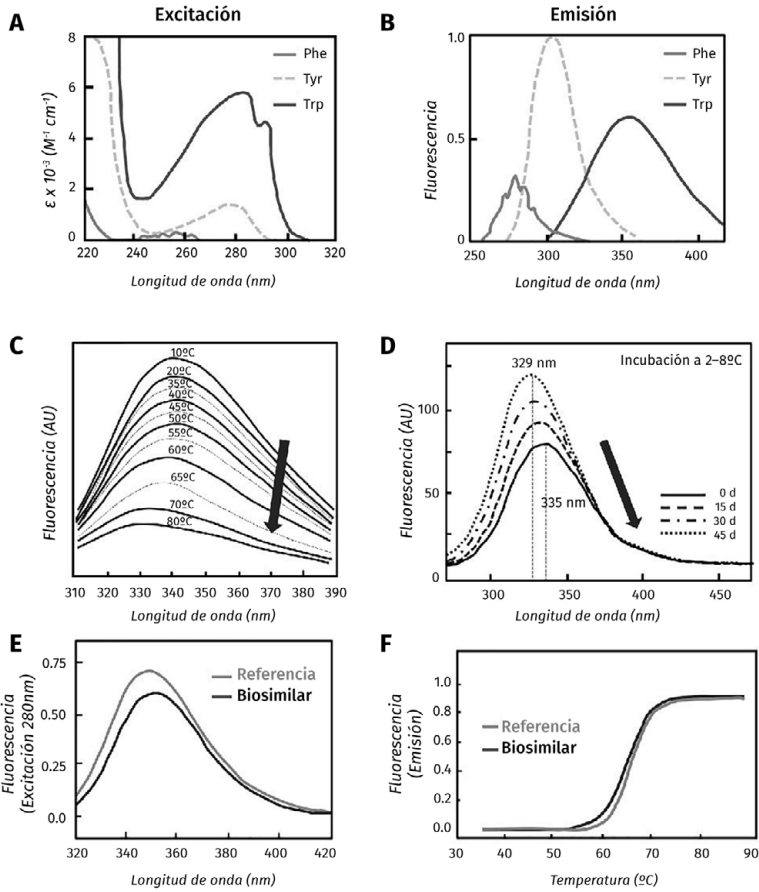 Excitación
Emisión
A
8
6
4
2
0
220
240
260
280
300
320
ε x 10⁻³ (M⁻¹ cm⁻¹)
Phe
Tyr
Trp
Longitud de onda (nm)
B
1.0
0.5
0
250
300
350
400
Fluorescencia
Phe
Tyr
Trp
Longitud de onda (nm)
C
Fluorescencia (AU)
10ºC
20ºC
35ºC
40ºC
45ºC
50ºC
55ºC
60ºC
65ºC
70ºC
80ºC
310 320 330 340 350 360 370 380 390
Longitud de onda (nm)
D
Fluorescencia (AU)
329 nm
Incubación a 2–8ºC
100
50
0
335 nm
0 d
15 d
30 d
45 d
300
350
400
450
Longitud de onda (nm)
E
Fluorescencia
(Excitación 280nm)
0.75
0.50
0.25
0.0
Referencia
Biosimilar
320
340
360
380
400
420
Longitud de onda (nm)
F
Fluorescencia
(Emisión)
1.0
0.8
0.6
0.4
0.2
0.0
Referencia
Biosimilar
30
40
50
60
70
80
90
Temperatura (ºC)